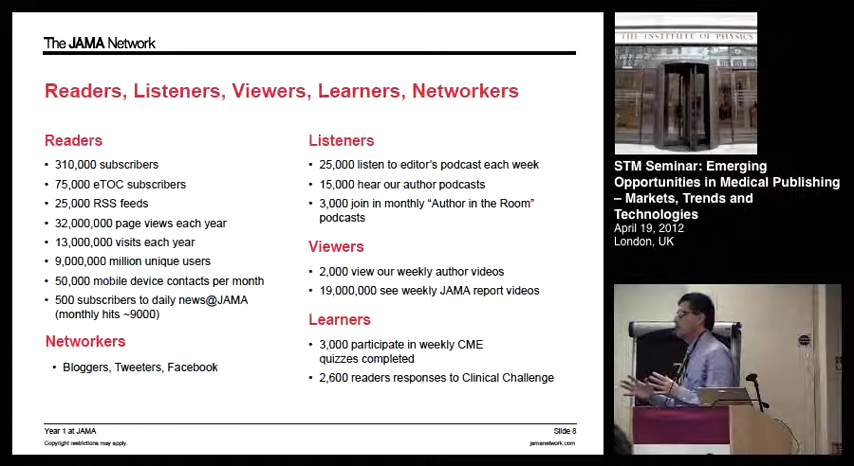 The JAMA Network
Readers, Listeners, Viewers, Learners, Networkers
Readers
• 310,000 subscribers
• 75,000 eTOC subscribers
• 25,000 RSS feeds
• 32,000,000 page views each year
• 13,000,000 visits each year
• 9,000,000 million unique users
• 50,000 mobile device contacts per month
• 500 subscribers to daily news@JAMA
(monthly hits ~9000)
Networkers
• Bloggers, Tweeters, Facebook
Listeners
• 25,000 listen to editor's podcast each week
• 15,000 hear our author podcasts
• 3,000 join in monthly “Author in the Room”
podcasts
Viewers
• 2,000 view our weekly author videos
• 19,000,000 see weekly JAMA report videos
Learners
• 3,000 participate in weekly CME
quizzes completed
• 2,600 readers responses to Clinical Challenge
Year 1 at JAMA
Slide 8
Copyright restrictions may apply.
jamanetwork.com
THE INSTITUTE OF PHYSICS
STM Seminar: Emerging
Opportunities in Medical Publishing
– Markets, Trends and
Technologies
April 19, 2012
London, UK